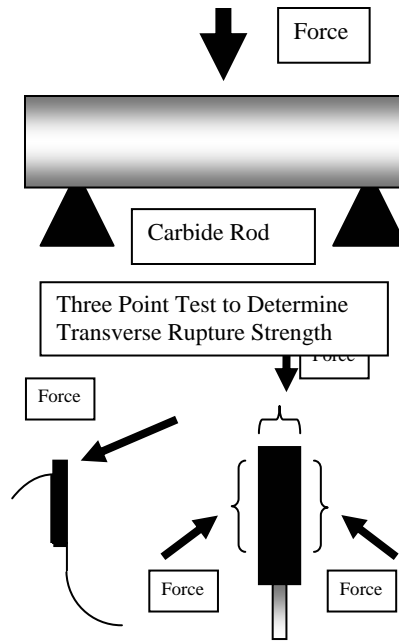 Force
Carbide Rod
Three Point Test to Determine
Transverse Rupture Strength
Force
Force
Force
Force